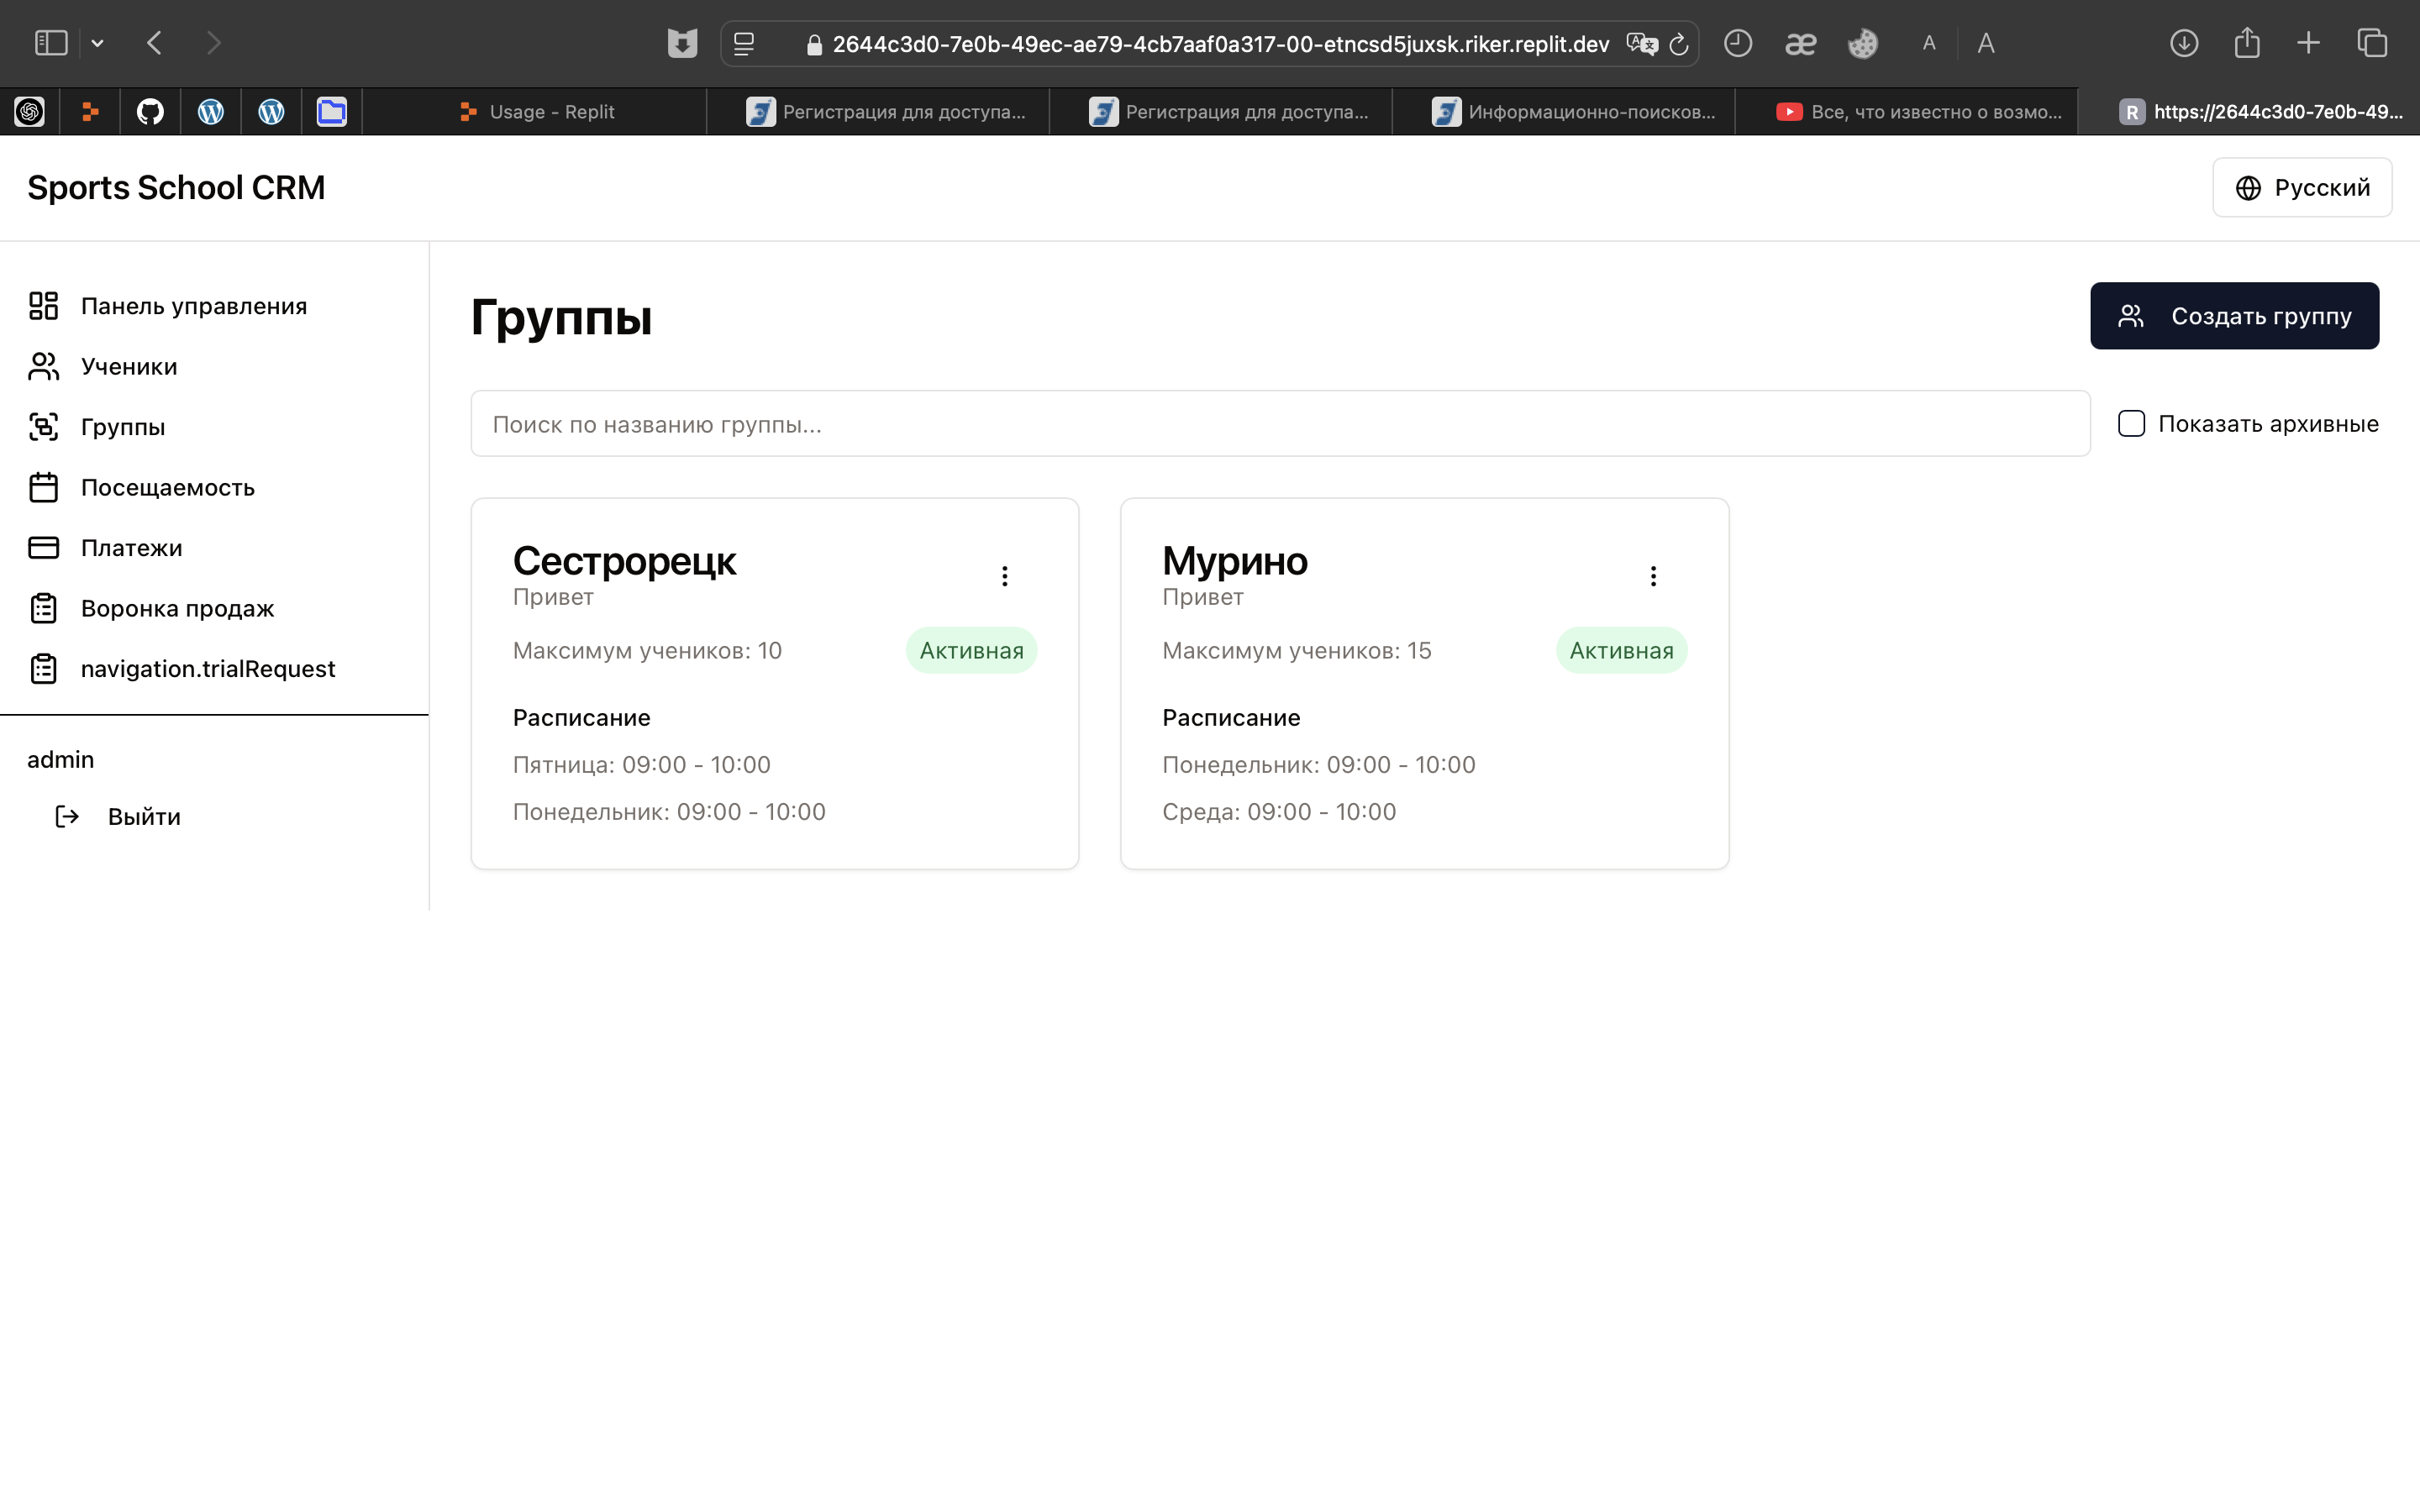 2644c3d0-7e0b-49ec-ae79-4cb7aaf0a317-00-etncsd5juxsk.riker.replit.dev
æ
A
A
Usage - Replit
Регистрация для доступа...
Регистрация для доступа...
Информационно-поисков...
Все, что известно о возмо...
R
https://2644c3d0-7e0b-49...
Sports School CRM
Русский
Панель управления
Ученики
Группы
Посещаемость
Платежи
Воронка продаж
navigation.trialRequest
admin
Выйти
Группы
Создать группу
Поиск по названию группы...
Показать архивные
Сестрорецк
Привет
Максимум учеников: 10
Активная
Расписание
Пятница: 09:00 - 10:00
Понедельник: 09:00 - 10:00
Мурино
Привет
Максимум учеников: 15
Активная
Расписание
Понедельник: 09:00 - 10:00
Среда: 09:00 - 10:00